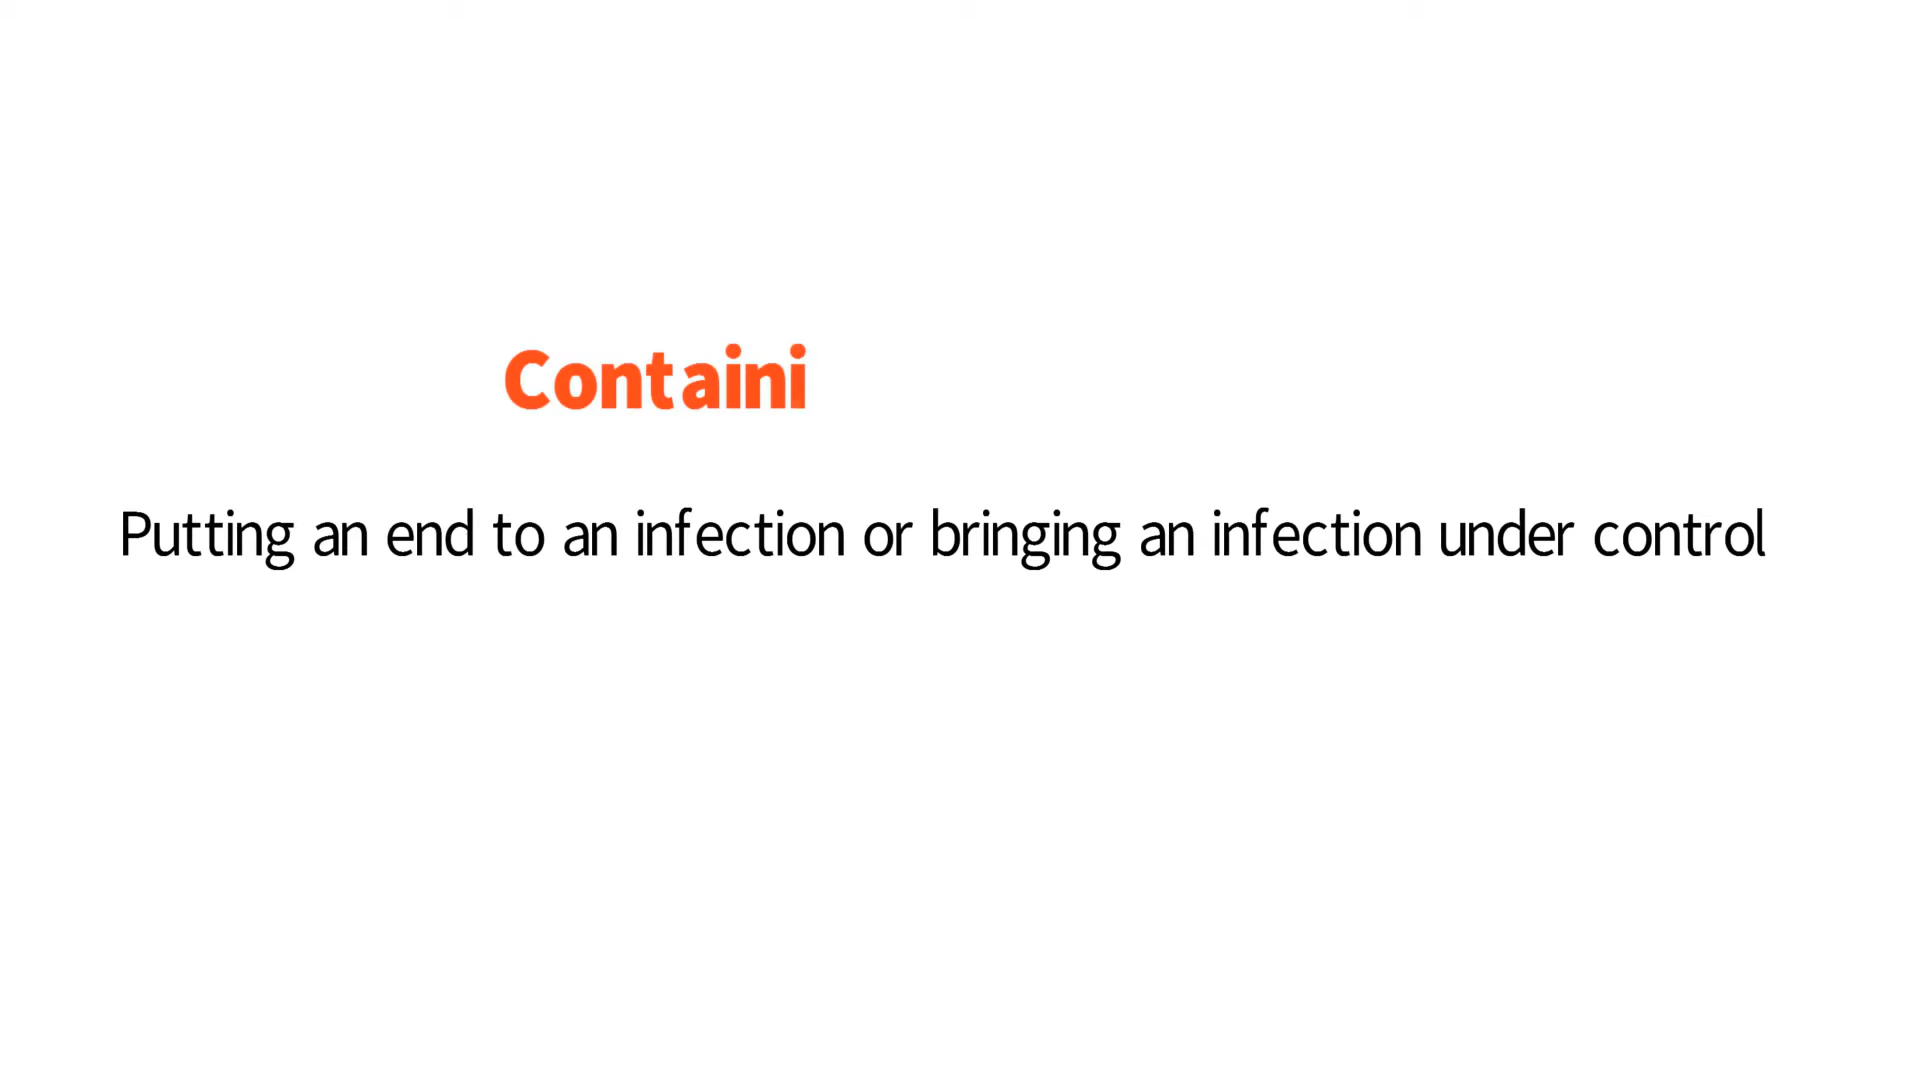 Containi
Putting an end to an infection or bringing an infection under control